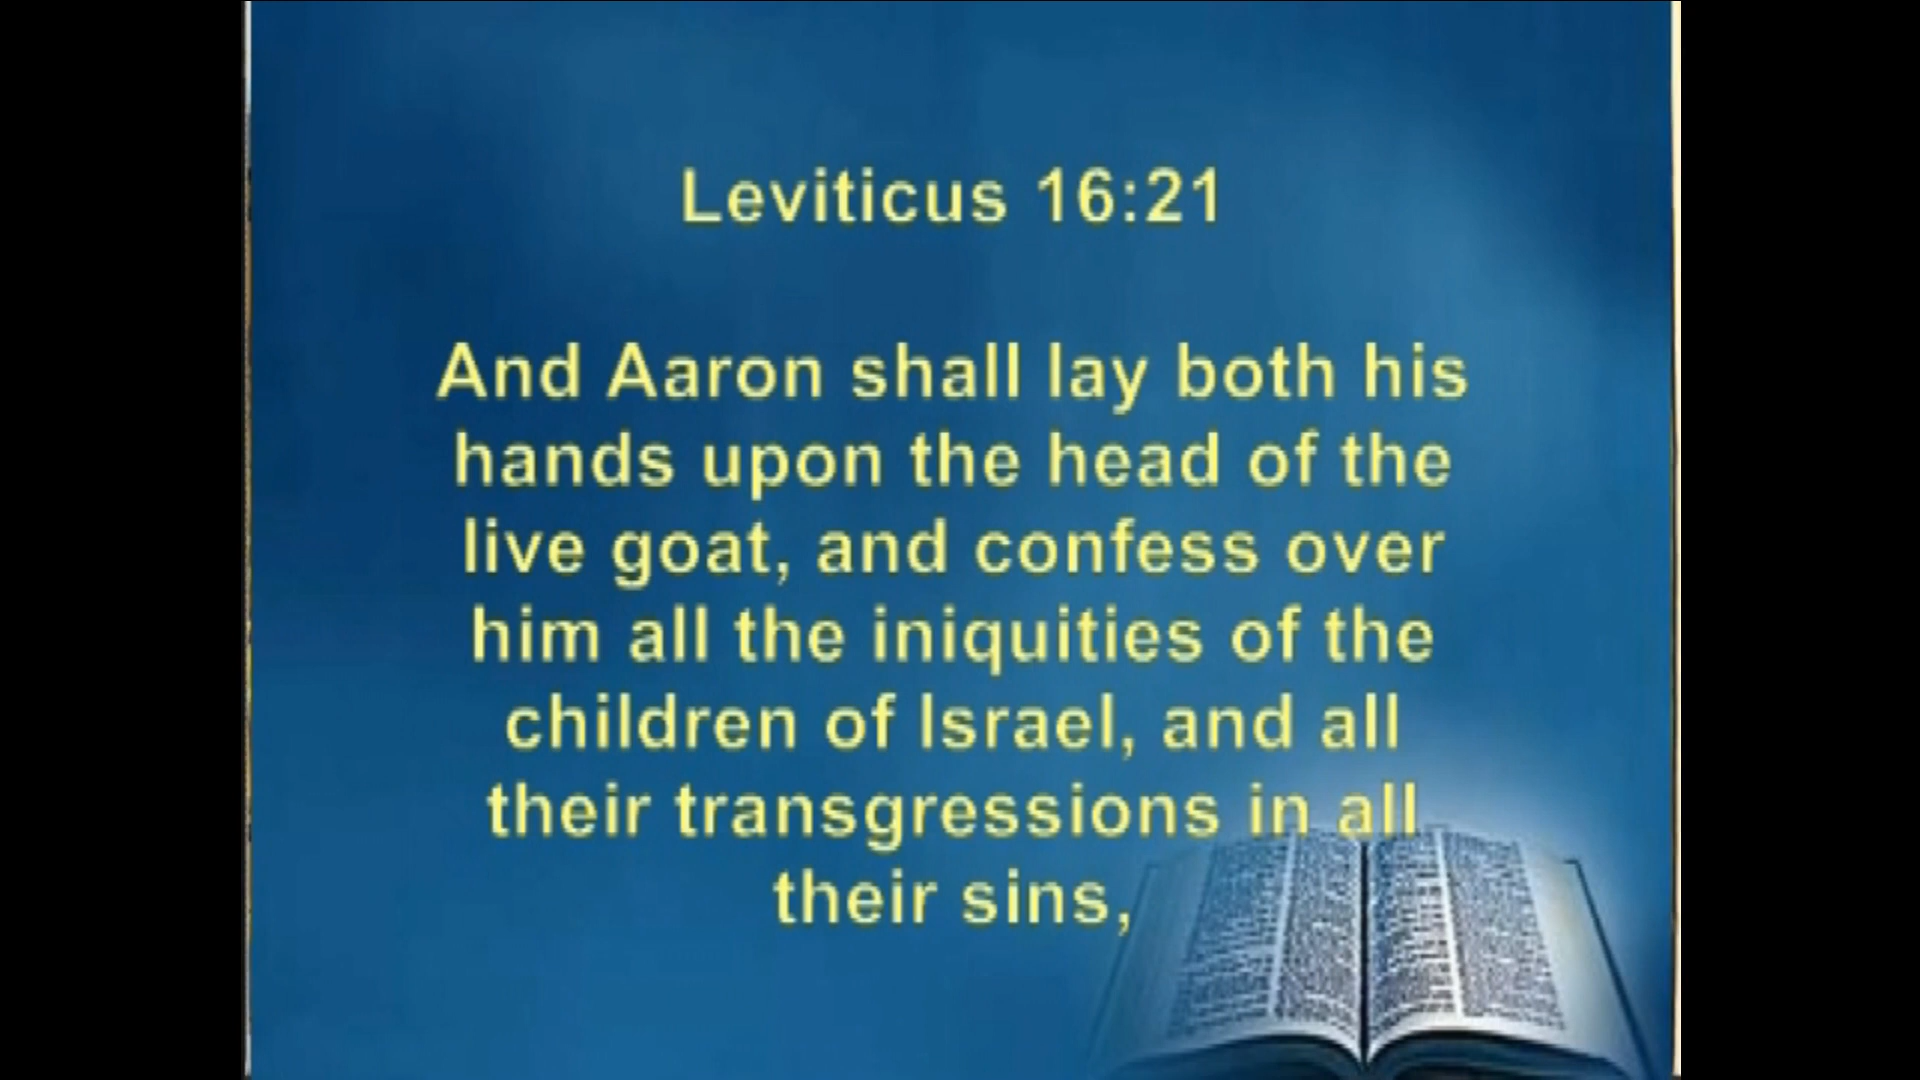 Leviticus 16:21
And Aaron shall lay both his
hands upon the head of the
live goat, and confess over
him all the iniquities of the
children of Israel, and all
their transgressions in all
their sins,